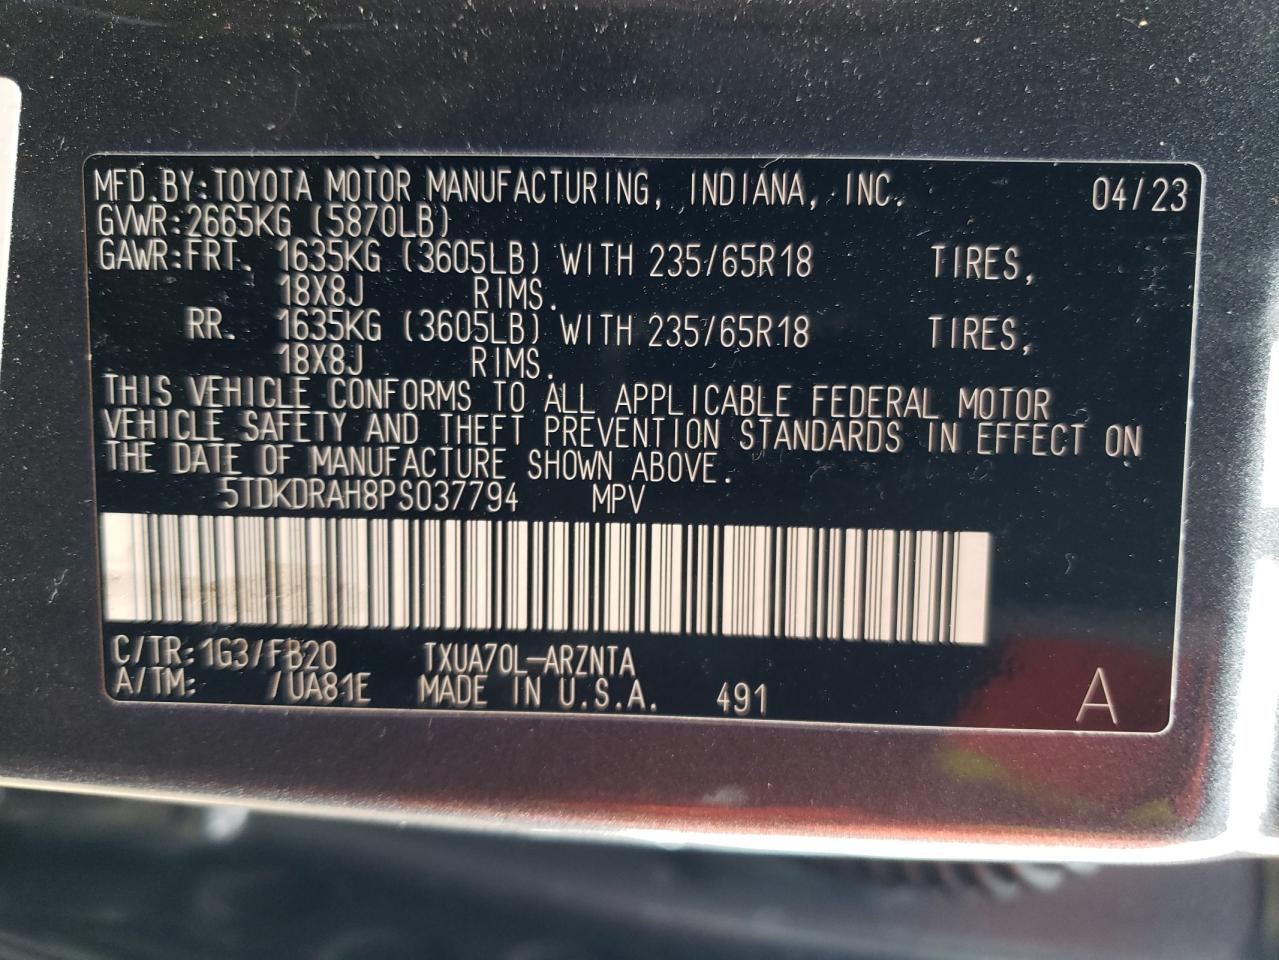 MFD.BY:TOYOTA MOTOR MANUFACTURING, INDIANA, INC. 04/23
GVWR:2665KG (5870LB)
GAWR:FRT. 1635KG (3605LB) WITH 235/65R18 TIRES,
18X8J RIMS.
RR. 1635KG (3605LB) WITH 235/65R18 TIRES,
18X8J RIMS.
THIS VEHICLE CONFORMS TO ALL APPLICABLE FEDERAL MOTOR
VEHICLE SAFETY AND THEFT PREVENTION STANDARDS IN EFFECT ON
THE DATE OF MANUFACTURE SHOWN ABOVE.
5TDKDRAH8PS037794 MPV
C/TR:1G3/FB20 TXUA70L-ARZNTA
A/TM: /UA81E MADE IN U.S.A. 491 A